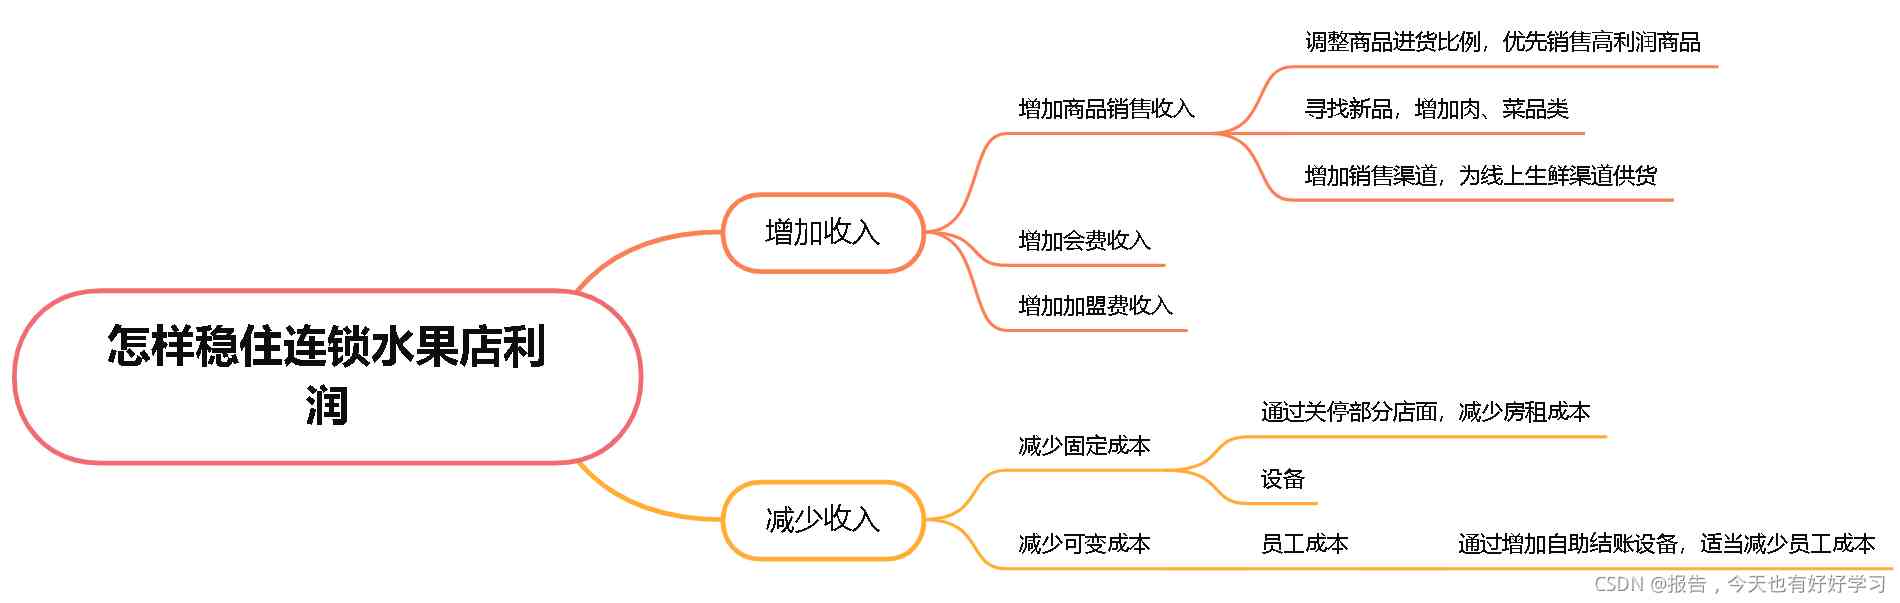 怎样稳住连锁水果店利
润
增加收入
增加商品销售收入
调整商品进货比例，优先销售高利润商品
寻找新品，增加肉、菜品类
增加销售渠道，为线上生鲜渠道供货
增加会费收入
增加加盟费收入
减少收入
减少固定成本
通过关停部分店面，减少房租成本
设备
减少可变成本
员工成本
通过增加自助结账设备，适当减少员工成本
CSDN @报告，今天也有好好学习